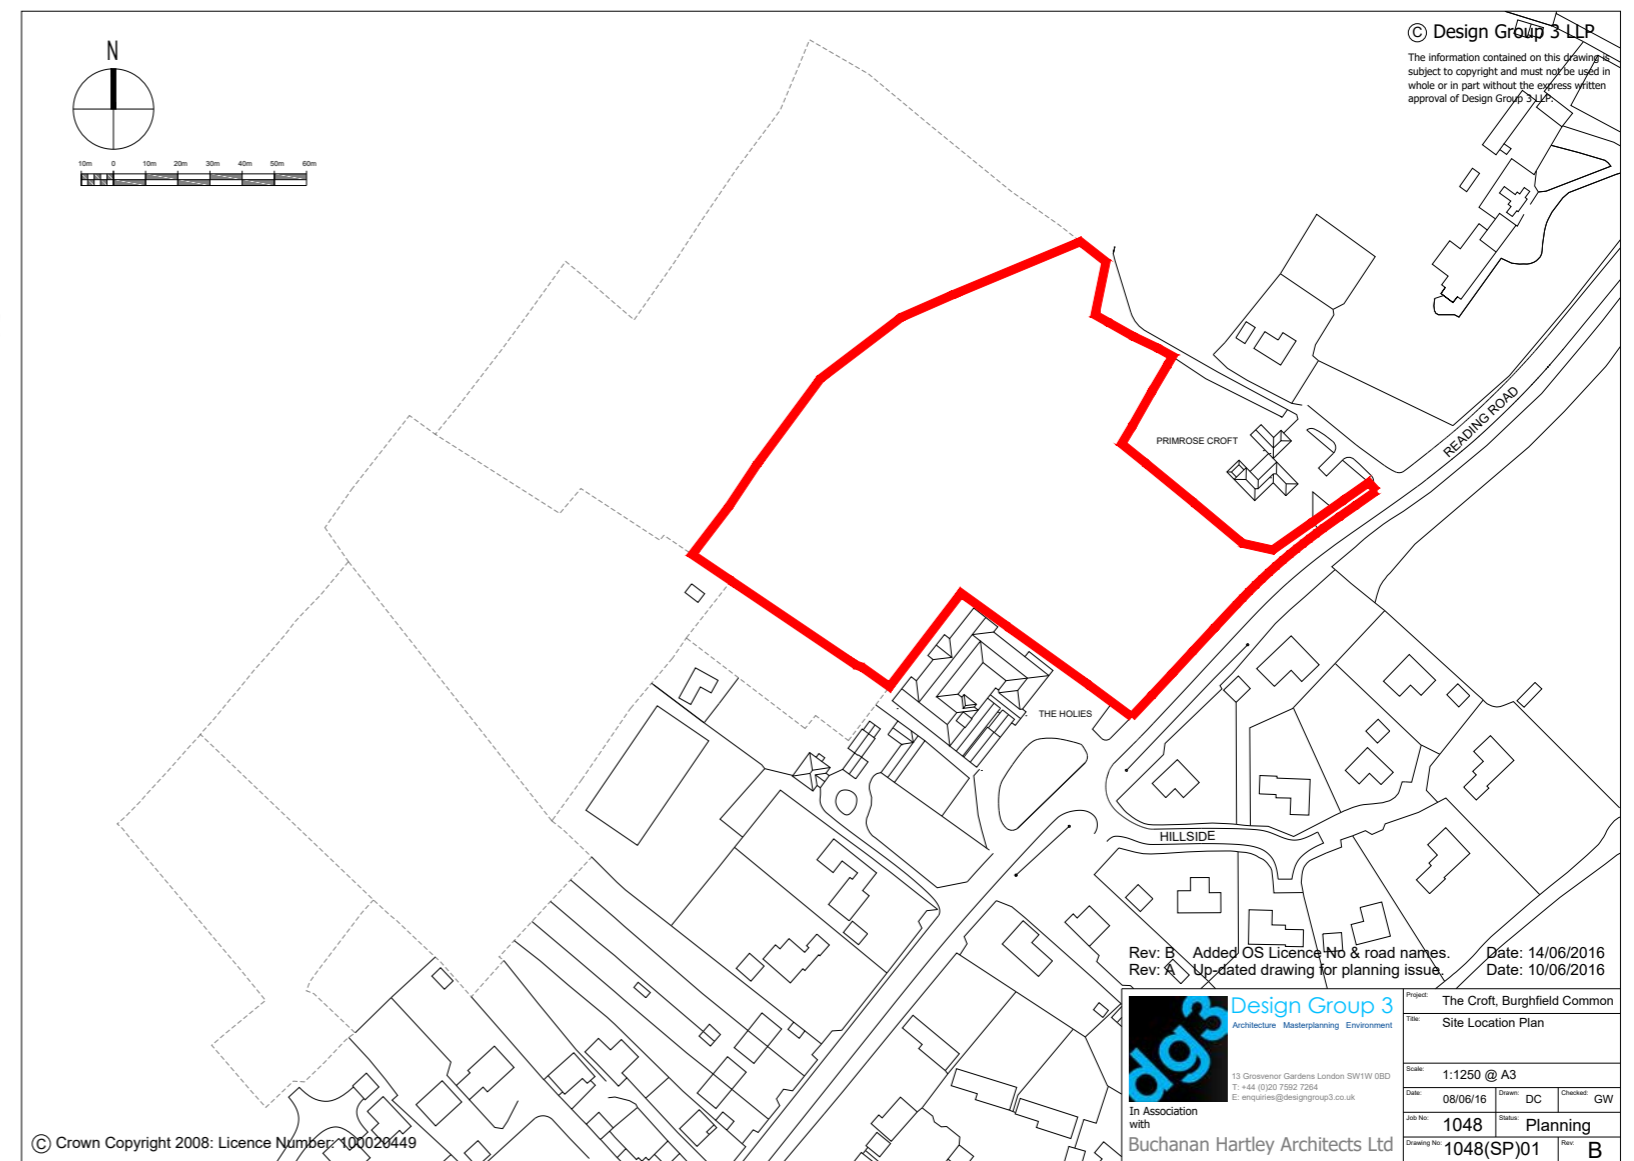 N
10m 0 10m 20m 30m 40m 50m 60m
© Design Group 3 LLP
The information contained on this drawing is
subject to copyright and must not be used in
whole or in part without the express written
approval of Design Group 3 LLP.
READING ROAD
PRIMROSE CROFT
THE HOLIES
HILLSIDE
Rev: B Added OS Licence No & road names. Date: 14/06/2016
Rev: A Up-dated drawing for planning issue. Date: 10/06/2016
dg3
Design Group 3
Architecture Masterplanning Environment
13 Grosvenor Gardens London SW1W 0BD
T: +44 (0)20 7592 7264
E: enquiries@designgroup3.co.uk
In Association
with
Buchanan Hartley Architects Ltd
Project: The Croft, Burghfield Common
Title: Site Location Plan
Scale: 1:1250 @ A3
Date: 08/06/16 Drawn: DC Checked: GW
Job No: 1048 Status: Planning
Drawing No: 1048(SP)01 Rev: B
© Crown Copyright 2008: Licence Number: 100020449